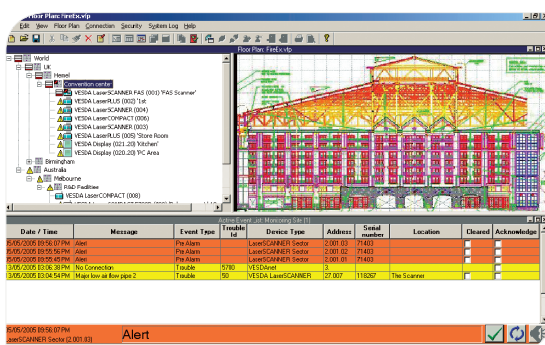 Floor Plan: FireEx.vfp
Edit View Floor Plan Connection Security System Log Help
Floor Plan: FireEx.vfp
World
UK
Hemel
Convention center
VESDA LaserSCANNER FAS (001) 'FAS Scanner'
VESDA LaserPLUS (002) '1st
VESDA LaserSCANNER (004)
VESDA LaserCOMPACT (006)
VESDA LaserSCANNER (003)
VESDA LaserPLUS (005) 'Store Room
VESDA Display (021.20) 'Kitchen'
VESDA Display (020.20) 'PC Area
Birmingham
Australia
Melbourne
R&D Facilities
VESDA LaserCOMPACT (008)
Active Event List: Monitoring Site [1]
Date / Time Message Event Type Trouble Id Device Type Address Serial number Location Cleared Acknowledge
15/05/2005 09:56:07 PM Alert Pre Alarm LaserSCANNER Sector 2.001.03 71403
15/05/2005 09:55:56 PM Alert Pre Alarm LaserSCANNER Sector 2.001.02 71403
15/05/2005 09:55:45 PM Alert Pre Alarm LaserSCANNER Sector 2.001.01 71403
13/05/2005 03:06:38 PM No Connection Trouble 5700 VESDAnet 3.
13/05/2005 03:04:54 PM Major low air flow pipe 2 Trouble 50 VESDA LaserSCANNER 27.007 118267 The Scanner
15/05/2005 09:56:07 PM
LaserSCANNER Sector (2.001.03)
Alert